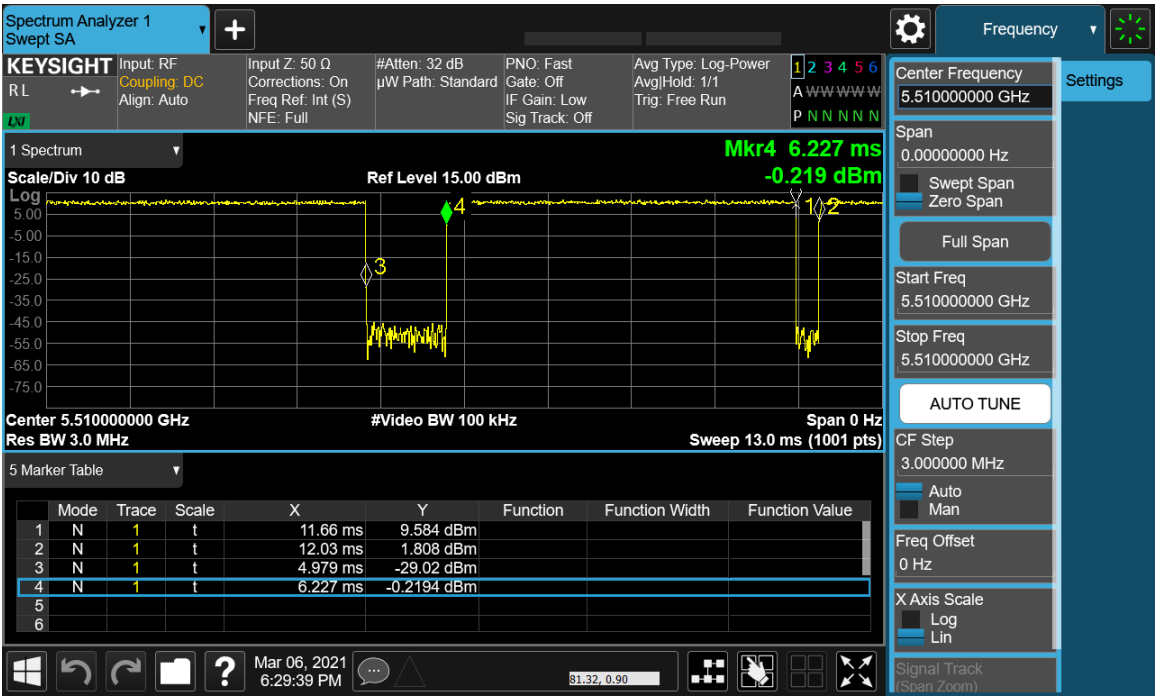 Spectrum Analyzer 1
Swept SA
Frequency
KEYSIGHT
RL
LXI
Input: RF
Coupling: DC
Align: Auto
Input Z: 50 Ω
Corrections: On
Freq Ref: Int (S)
NFE: Full
#Atten: 32 dB
µW Path: Standard
PNO: Fast
Gate: Off
IF Gain: Low
Sig Track: Off
Avg Type: Log-Power
Avg|Hold: 1/1
Trig: Free Run
1 2 3 4 5 6
A W W W W W
P N N N N N
1 Spectrum
Mkr4 6.227 ms
-0.219 dBm
Scale/Div 10 dB
Ref Level 15.00 dBm
Log
5.00
-5.00
-15.0
-25.0
-35.0
-45.0
-55.0
-65.0
-75.0
4
3
1
2
Center 5.510000000 GHz
#Video BW 100 kHz
Span 0 Hz
Res BW 3.0 MHz
Sweep 13.0 ms (1001 pts)
5 Marker Table
Mode Trace Scale X Y Function Function Width Function Value
1 N 1 t 11.66 ms 9.584 dBm
2 N 1 t 12.03 ms 1.808 dBm
3 N 1 t 4.979 ms -29.02 dBm
4 N 1 t 6.227 ms -0.2194 dBm
5
6
Mar 06, 2021
6:29:39 PM
81.32, 0.90
Center Frequency
5.510000000 GHz
Settings
Span
0.00000000 Hz
Swept Span
Zero Span
Full Span
Start Freq
5.510000000 GHz
Stop Freq
5.510000000 GHz
AUTO TUNE
CF Step
3.000000 MHz
Auto
Man
Freq Offset
0 Hz
X Axis Scale
Log
Lin
Signal Track
(Span Zoom)